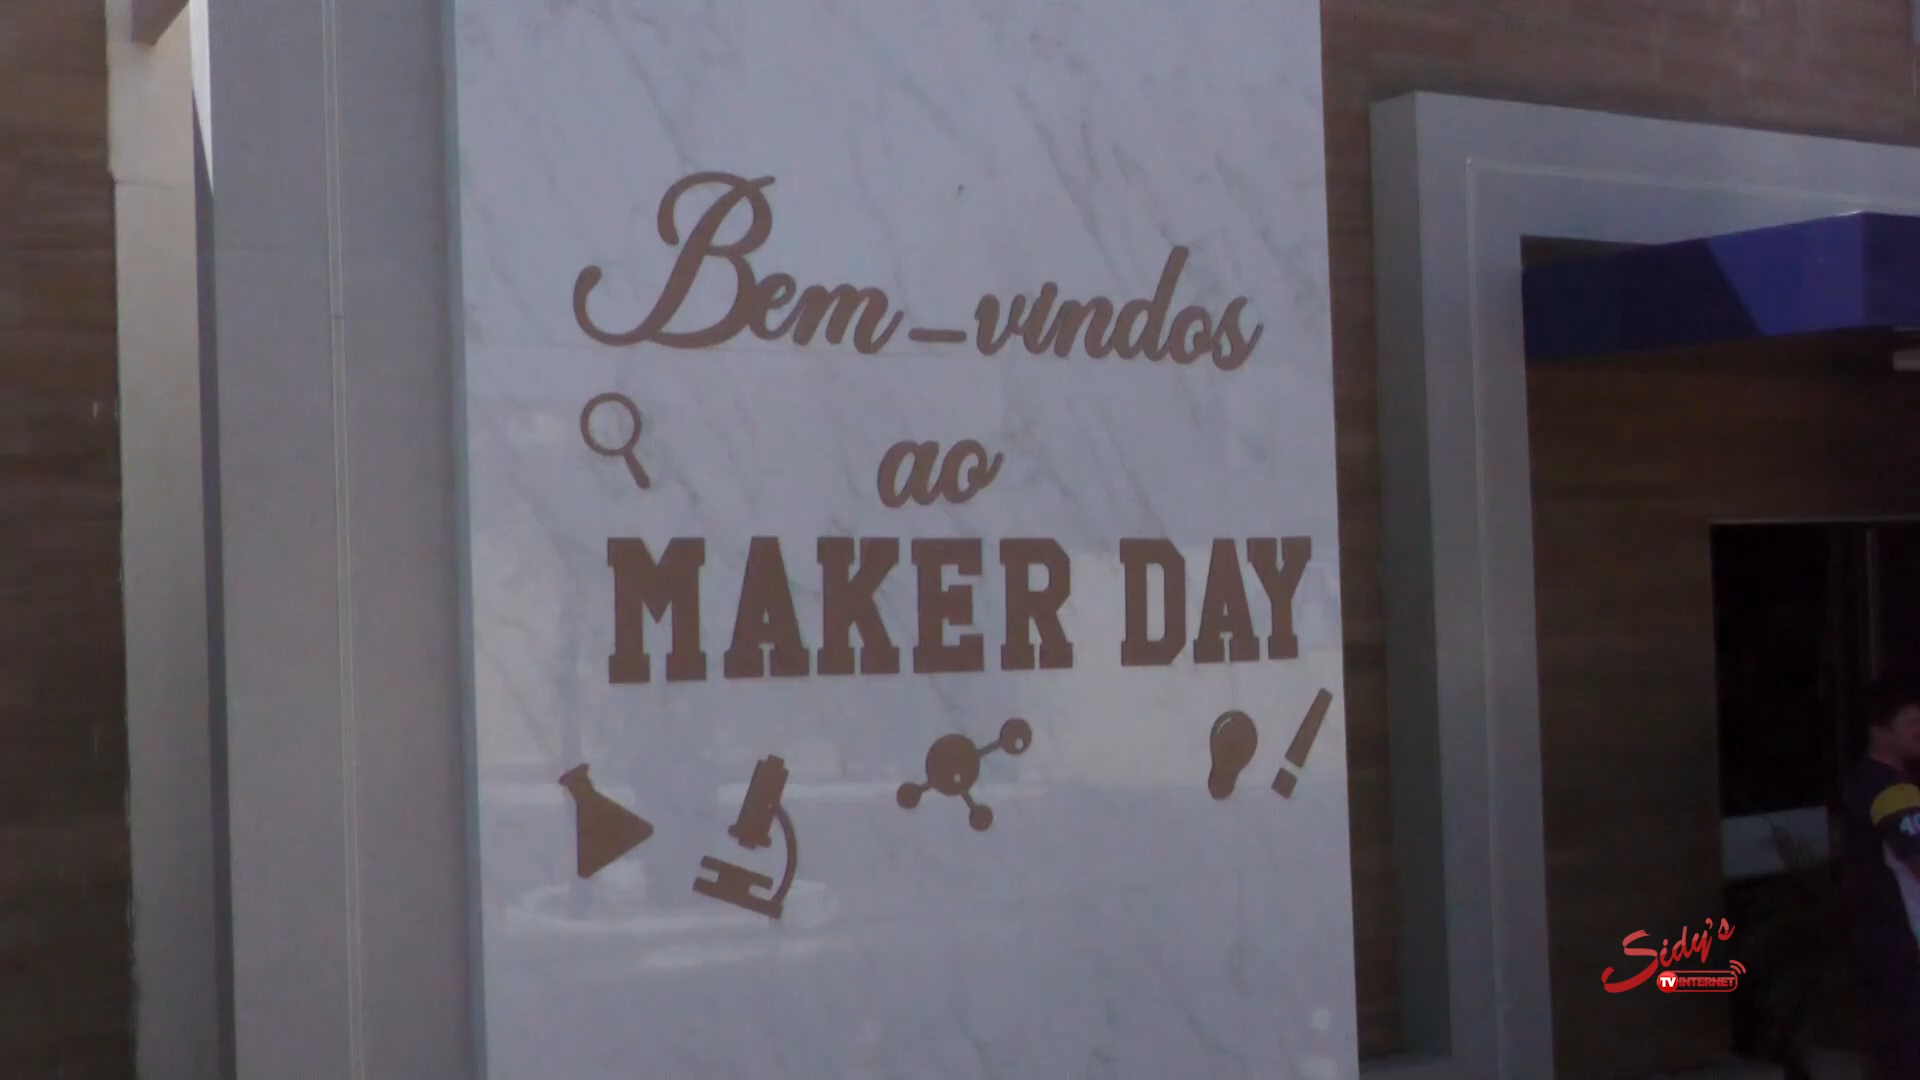 Bem-vindos
ao
MAKER DAY
Sidy's
TV INTERNET